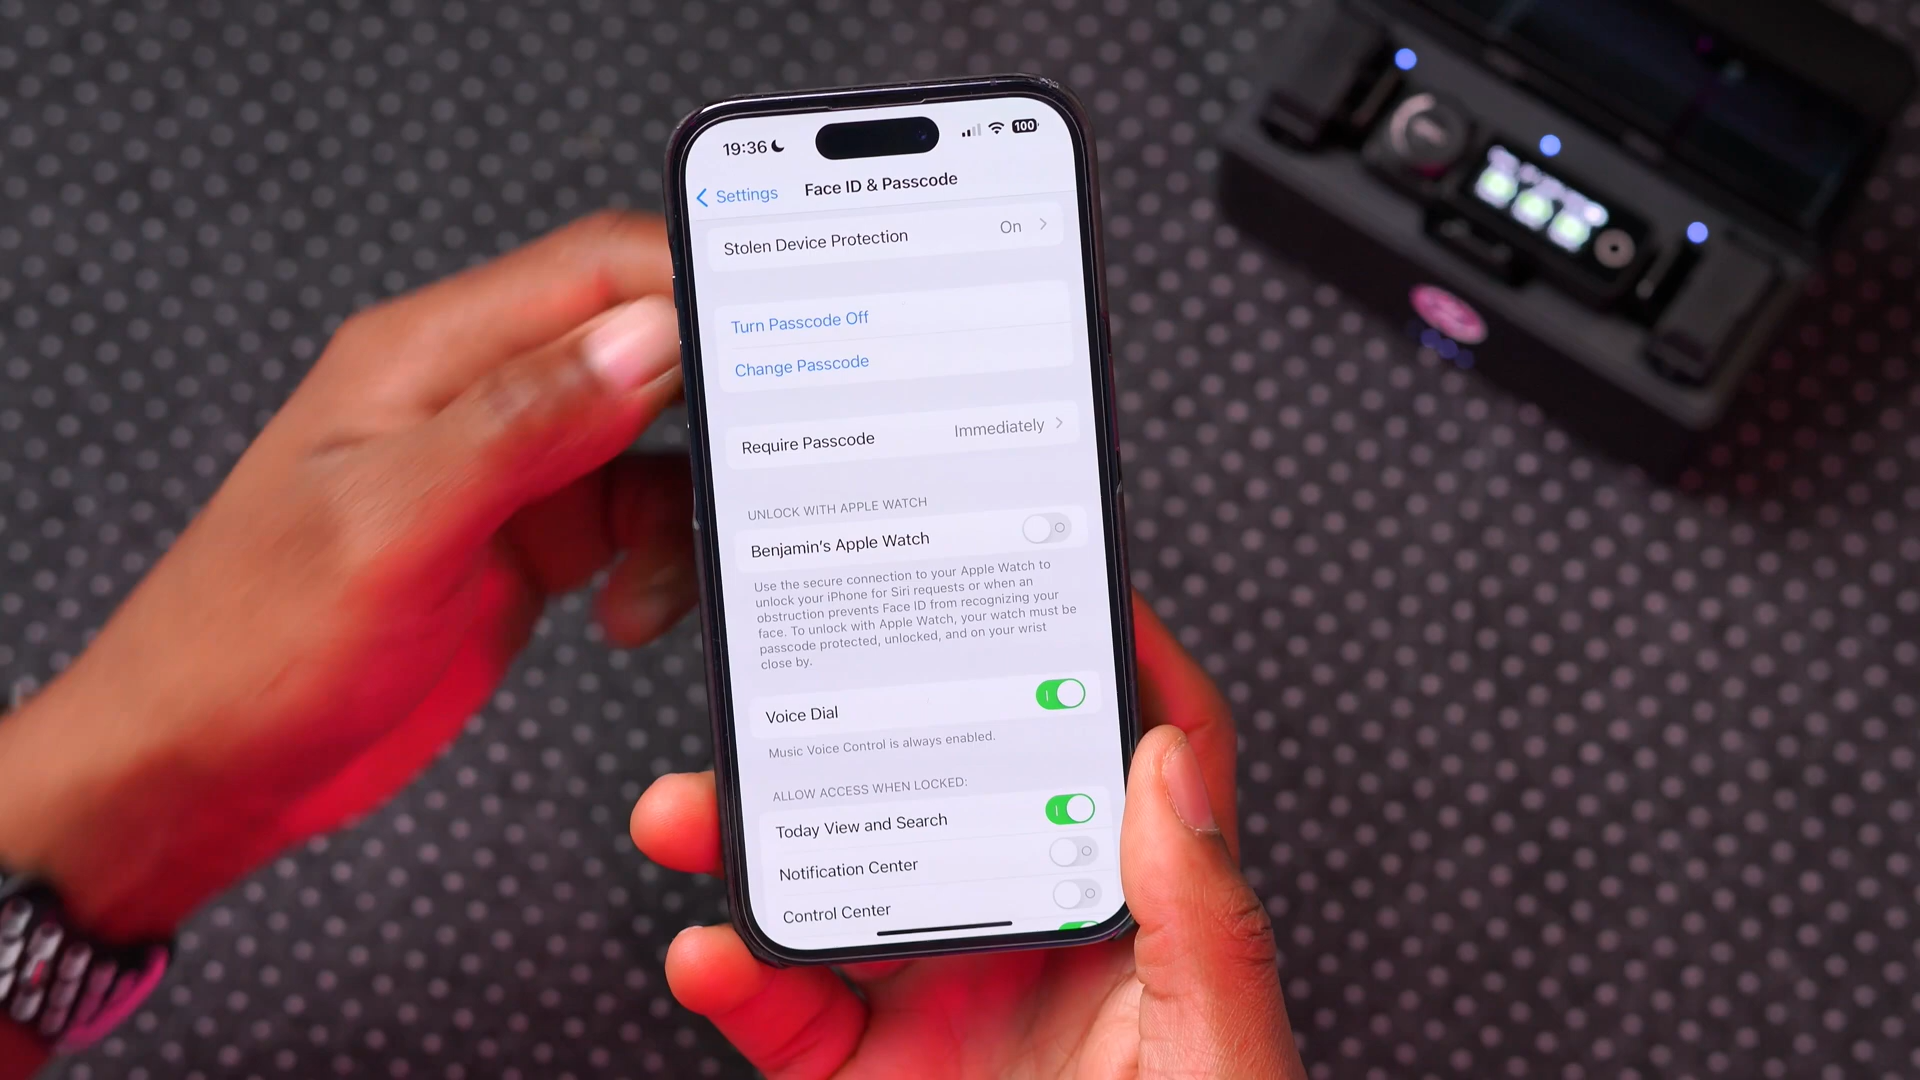 19:36
100
Settings
Face ID & Passcode
Stolen Device Protection On
Turn Passcode Off
Change Passcode
Require Passcode Immediately
UNLOCK WITH APPLE WATCH
Benjamin's Apple Watch
Use the secure connection to your Apple Watch to
unlock your iPhone for Siri requests or when an
obstruction prevents Face ID from recognizing your
face. To unlock with Apple Watch, your watch must be
passcode protected, unlocked, and on your wrist
close by.
Voice Dial
Music Voice Control is always enabled.
ALLOW ACCESS WHEN LOCKED:
Today View and Search
Notification Center
Control Center